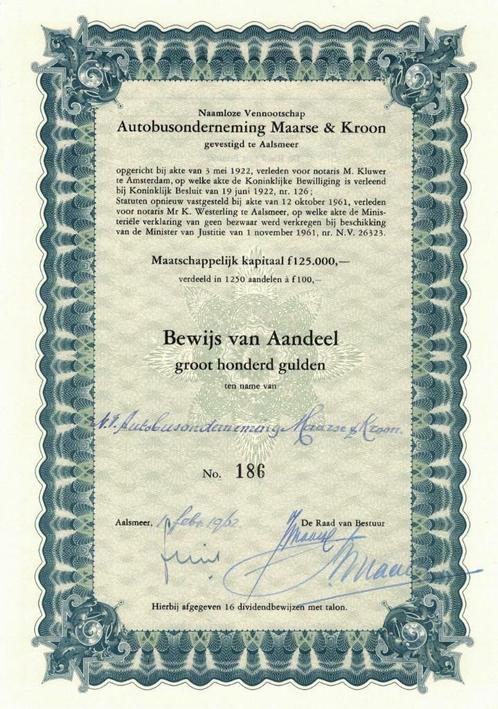 Naamloze Vennootschap
Autobusonderneming Maarse & Kroon
gevestigd te Aalsmeer
opgericht bij akte van 3 mei 1922, verleden voor notaris M. Kluwer
te Amsterdam, op welke akte de Koninklijke Bewilliging is verleend
bij Koninklijk Besluit van 19 juni 1922, nr. 126;
Statuten opnieuw vastgesteld bij akte van 12 oktober 1961, verleden
voor notaris Mr K. Westerling te Aalsmeer, op welke akte de Minis-
teriële verklaring van geen bezwaar werd verkregen bij beschikking
van de Minister van Justitie van 1 november 1961, nr. N.V. 26323.
Maatschappelijk kapitaal f 125.000,—
verdeeld in 1250 aandelen à f 100,—
Bewijs van Aandeel
groot honderd gulden
ten name van
N.V. Autobusonderneming Maarse & Kroon.
No. 186
Aalsmeer, 1 febr. 1962 De Raad van Bestuur
Hierbij afgegeven 16 dividendbewijzen met talon.